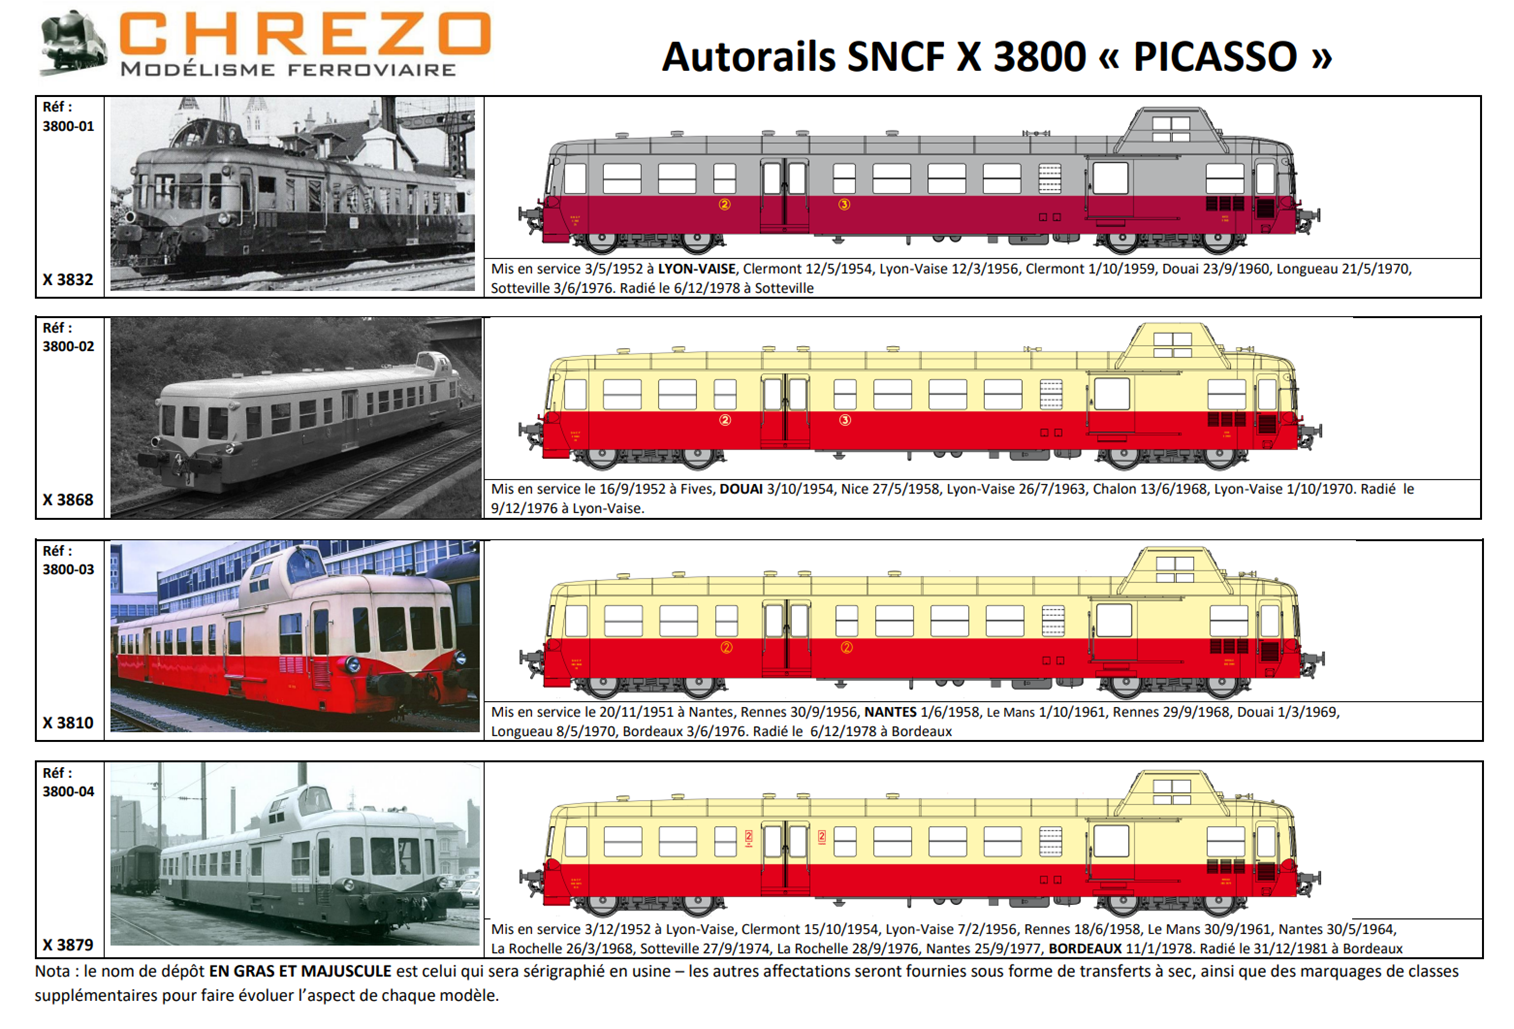 CHREZO
MODÉLISME FERROVIAIRE
Autorails SNCF X 3800 « PICASSO »
Réf :
3800-01
X 3832
② ③
Mis en service 3/5/1952 à LYON-VAISE, Clermont 12/5/1954, Lyon-Vaise 12/3/1956, Clermont 1/10/1959, Douai 23/9/1960, Longueau 21/5/1970,
Sotteville 3/6/1976. Radié le 6/12/1978 à Sotteville
Réf :
3800-02
X 3868
② ③
Mis en service le 16/9/1952 à Fives, DOUAI 3/10/1954, Nice 27/5/1958, Lyon-Vaise 26/7/1963, Chalon 13/6/1968, Lyon-Vaise 1/10/1970. Radié le
9/12/1976 à Lyon-Vaise.
Réf :
3800-03
X 3810
② ②
Mis en service le 20/11/1951 à Nantes, Rennes 30/9/1956, NANTES 1/6/1958, Le Mans 1/10/1961, Rennes 29/9/1968, Douai 1/3/1969,
Longueau 8/5/1970, Bordeaux 3/6/1976. Radié le 6/12/1978 à Bordeaux
Réf :
3800-04
X 3879
2 2
Mis en service 3/12/1952 à Lyon-Vaise, Clermont 15/10/1954, Lyon-Vaise 7/2/1956, Rennes 18/6/1958, Le Mans 30/9/1961, Nantes 30/5/1964,
La Rochelle 26/3/1968, Sotteville 27/9/1974, La Rochelle 28/9/1976, Nantes 25/9/1977, BORDEAUX 11/1/1978. Radié le 31/12/1981 à Bordeaux
Nota : le nom de dépôt EN GRAS ET MAJUSCULE est celui qui sera sérigraphié en usine – les autres affectations seront fournies sous forme de transferts à sec, ainsi que des marquages de classes
supplémentaires pour faire évoluer l’aspect de chaque modèle.